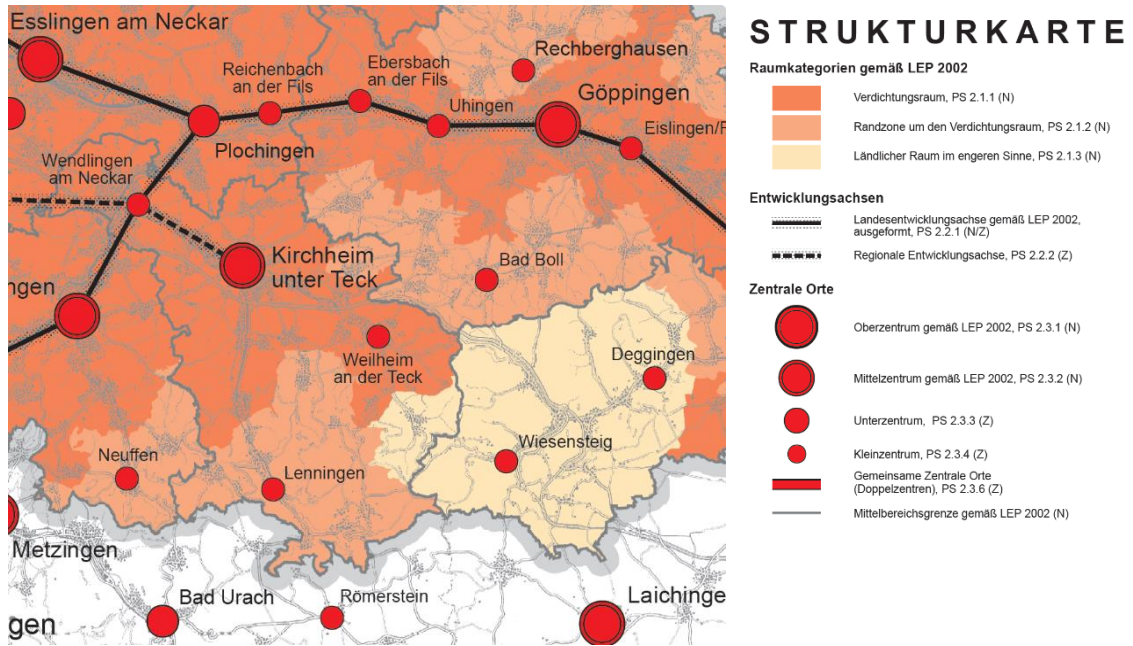 Esslingen am Neckar
Reichenbach
an der Fils
Ebersbach
an der Fils
Rechberghausen
Göppingen
Uhingen
Eislingen/F
Plochingen
Wendlingen
am Neckar
Kirchheim
unter Teck
Bad Boll
ngen
Weilheim
an der Teck
Deggingen
Neuffen
Lenningen
Wiesensteig
Metzingen
Bad Urach
Römerstein
Laichinge
gen
STRUKTURKARTE
Raumkategorien gemäß LEP 2002
Verdichtungsraum, PS 2.1.1 (N)
Randzone um den Verdichtungsraum, PS 2.1.2 (N)
Ländlicher Raum im engeren Sinne, PS 2.1.3 (N)
Entwicklungsachsen
Landesentwicklungsachse gemäß LEP 2002,
ausgeformt, PS 2.2.1 (N/Z)
Regionale Entwicklungsachse, PS 2.2.2 (Z)
Zentrale Orte
Oberzentrum gemäß LEP 2002, PS 2.3.1 (N)
Mittelzentrum gemäß LEP 2002, PS 2.3.2 (N)
Unterzentrum, PS 2.3.3 (Z)
Kleinzentrum, PS 2.3.4 (Z)
Gemeinsame Zentrale Orte
(Doppelzentren), PS 2.3.6 (Z)
Mittelbereichsgrenze gemäß LEP 2002 (N)